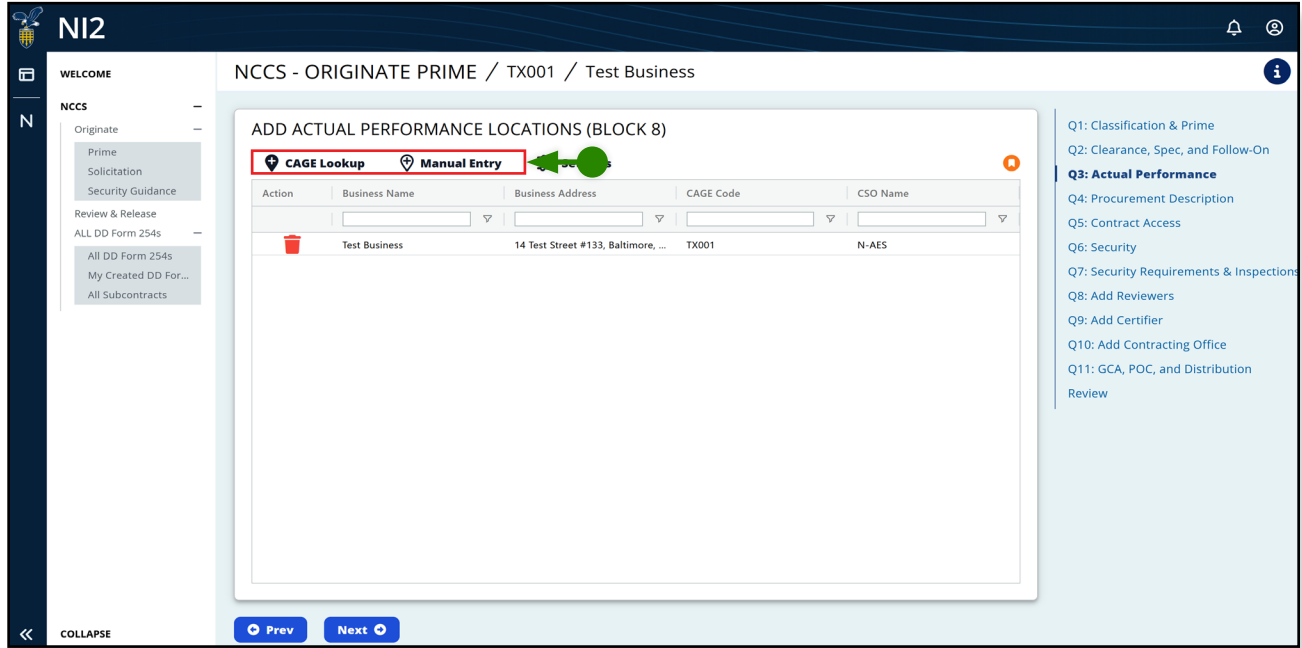 NI2
WELCOME
NCCS
Originate
Prime
Solicitation
Security Guidance
Review & Release
ALL DD Form 254s
All DD Form 254s
My Created DD For...
All Subcontracts
COLLAPSE
N
NCCS - ORIGINATE PRIME / TX001 / Test Business
ADD ACTUAL PERFORMANCE LOCATIONS (BLOCK 8)
CAGE Lookup Manual Entry
Action Business Name Business Address CAGE Code CSO Name
Test Business 14 Test Street #133, Baltimore, ... TX001 N-AES
Prev Next
Q1: Classification & Prime
Q2: Clearance, Spec, and Follow-On
Q3: Actual Performance
Q4: Procurement Description
Q5: Contract Access
Q6: Security
Q7: Security Requirements & Inspections
Q8: Add Reviewers
Q9: Add Certifier
Q10: Add Contracting Office
Q11: GCA, POC, and Distribution
Review